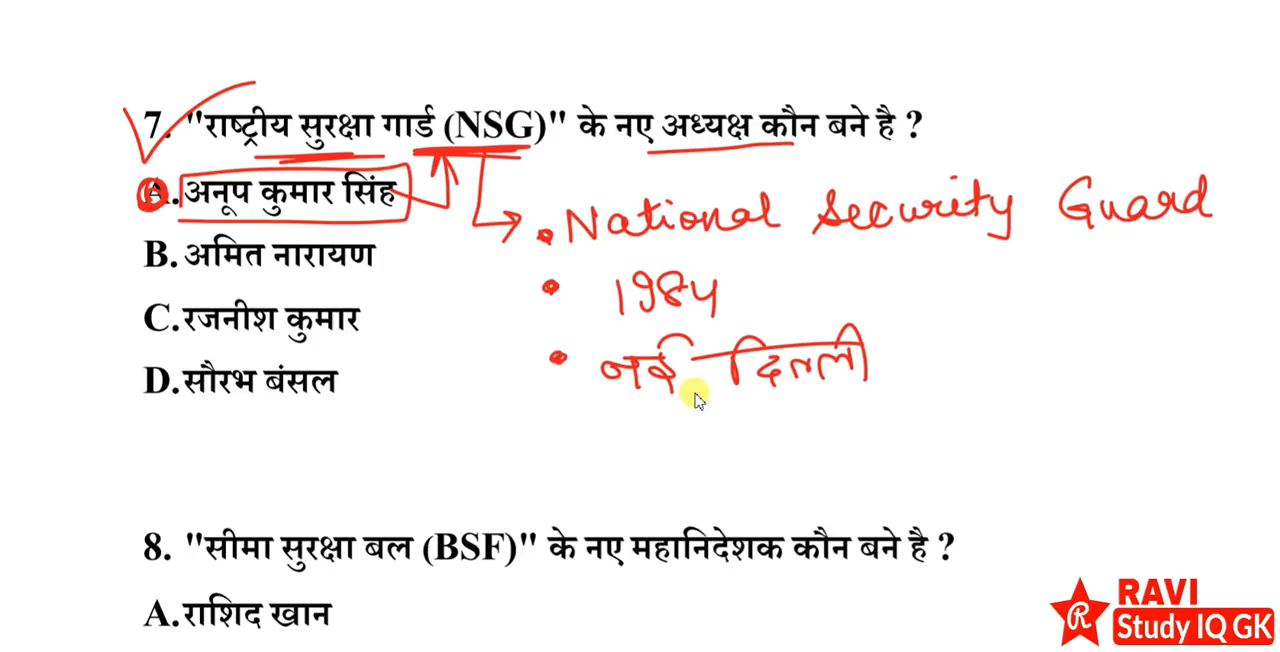 7. "राष्ट्रीय सुरक्षा गार्ड (NSG)" के नए अध्यक्ष कौन बने है ?
A. अनूप कुमार सिंह
• National Security Guard
B. अमित नारायण
• 1984
C. रजनीश कुमार
• नई दिल्ली
D. सौरभ बंसल
8. "सीमा सुरक्षा बल (BSF)" के नए महानिदेशक कौन बने है ?
A. राशिद खान
R
RAVI
Study IQ GK